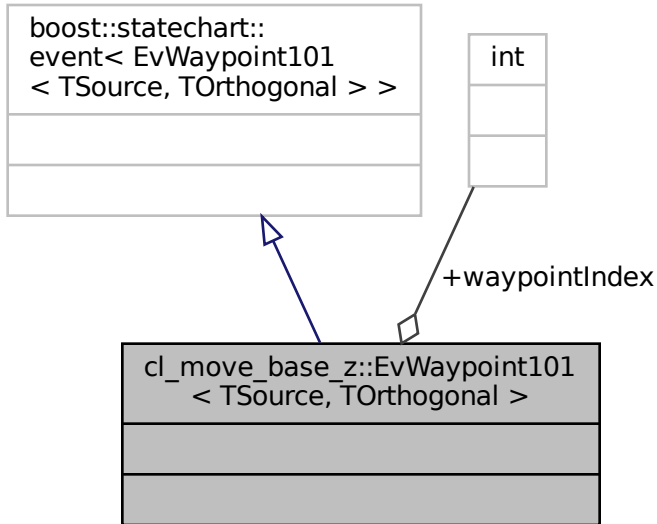 boost::statechart::
event< EvWaypoint101
< TSource, TOrthogonal > >
int
+waypointIndex
cl_move_base_z::EvWaypoint101
< TSource, TOrthogonal >